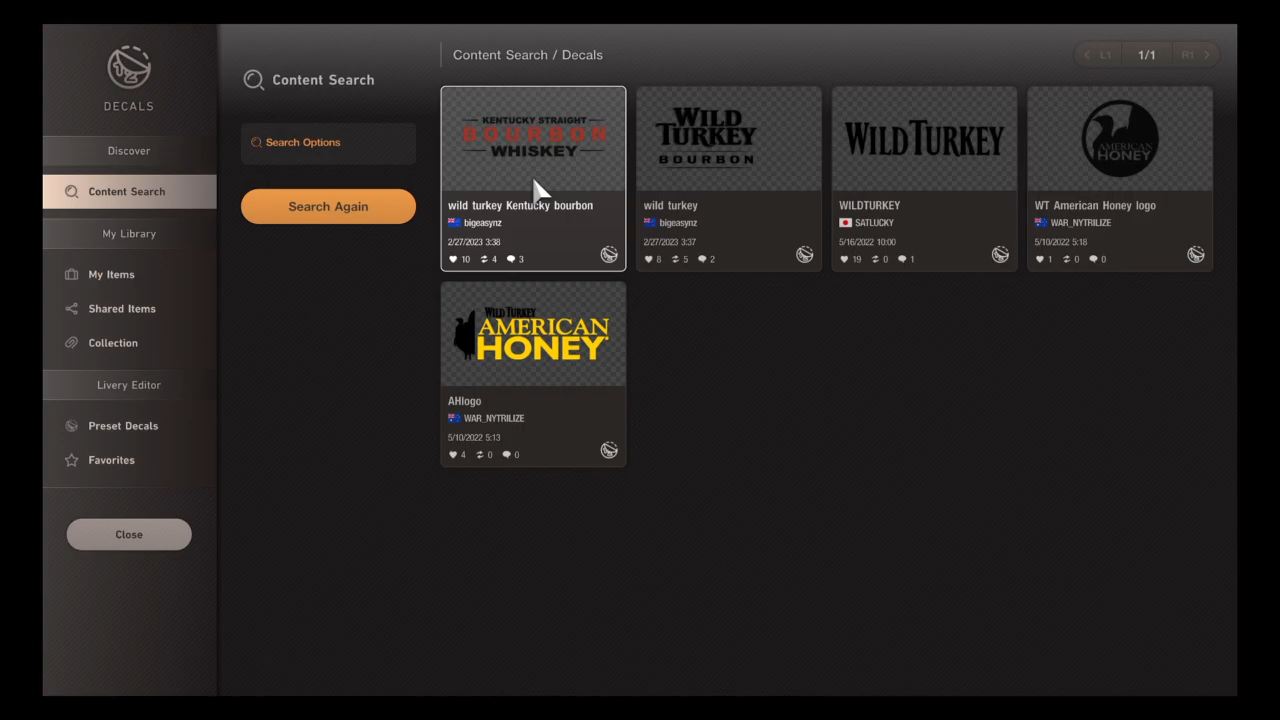 DECALS
Discover
Content Search
My Library
My Items
Shared Items
Collection
Livery Editor
Preset Decals
Favorites
Close
Content Search
Search Options
Search Again
Content Search / Decals
L1 1/1 R1
KENTUCKY STRAIGHT
BOURBON
WHISKEY
wild turkey Kentucky bourbon
bigeasynz
2/27/2023 3:38
10 4 3
WILD
TURKEY
BOURBON
wild turkey
bigeasynz
2/27/2023 3:37
8 5 2
WILD TURKEY
WILDTURKEY
SATLUCKY
5/16/2022 10:00
19 0 1
AMERICAN
HONEY
WT American Honey logo
WAR_NYTRILIZE
5/10/2022 5:18
1 0 0
WILD TURKEY
AMERICAN
HONEY
AHlogo
WAR_NYTRILIZE
5/10/2022 5:13
4 0 0